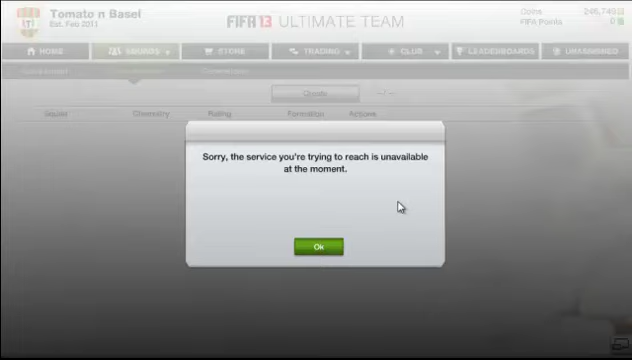 Tomato n Basel
Est. Feb 2011
FIFA 13 ULTIMATE TEAM
Coins
FIFA Points 0
HOME
SQUADS
STORE
TRADING
CLUB
LEADERBOARDS
UNASSIGNED
Create
Squad Chemistry Rating Formation Actions
Sorry, the service you're trying to reach is unavailable
at the moment.
Ok